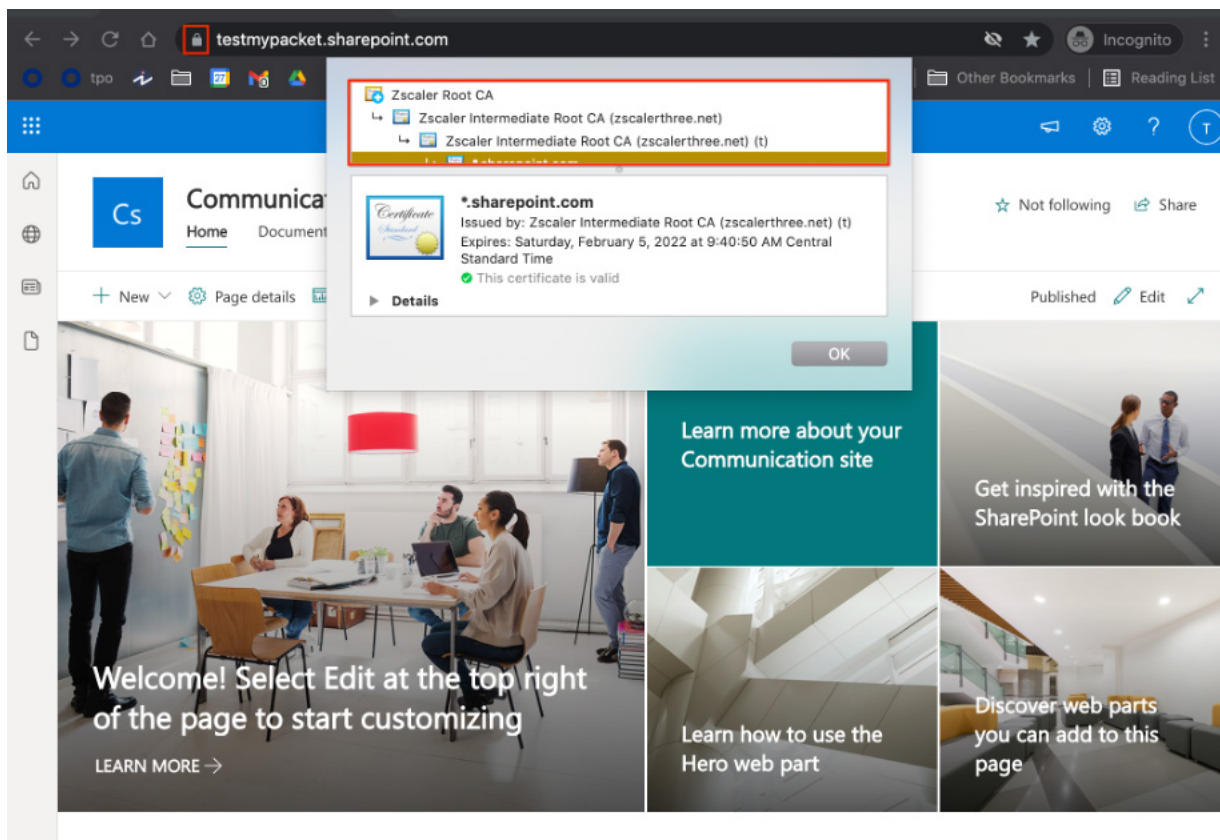 testmypacket.sharepoint.com
Incognito
tpo
Other Bookmarks
Reading List
Zscaler Root CA
Zscaler Intermediate Root CA (zscalerthree.net)
Zscaler Intermediate Root CA (zscalerthree.net) (t)
*.sharepoint.com
?
T
Cs
Communica
Home Document
*.sharepoint.com
Issued by: Zscaler Intermediate Root CA (zscalerthree.net) (t)
Expires: Saturday, February 5, 2022 at 9:40:50 AM Central
Standard Time
This certificate is valid
Details
OK
Not following
Share
New
Page details
Published
Edit
Welcome! Select Edit at the top right
of the page to start customizing
LEARN MORE
Learn more about your
Communication site
Get inspired with the
SharePoint look book
Learn how to use the
Hero web part
Discover web parts
you can add to this
page